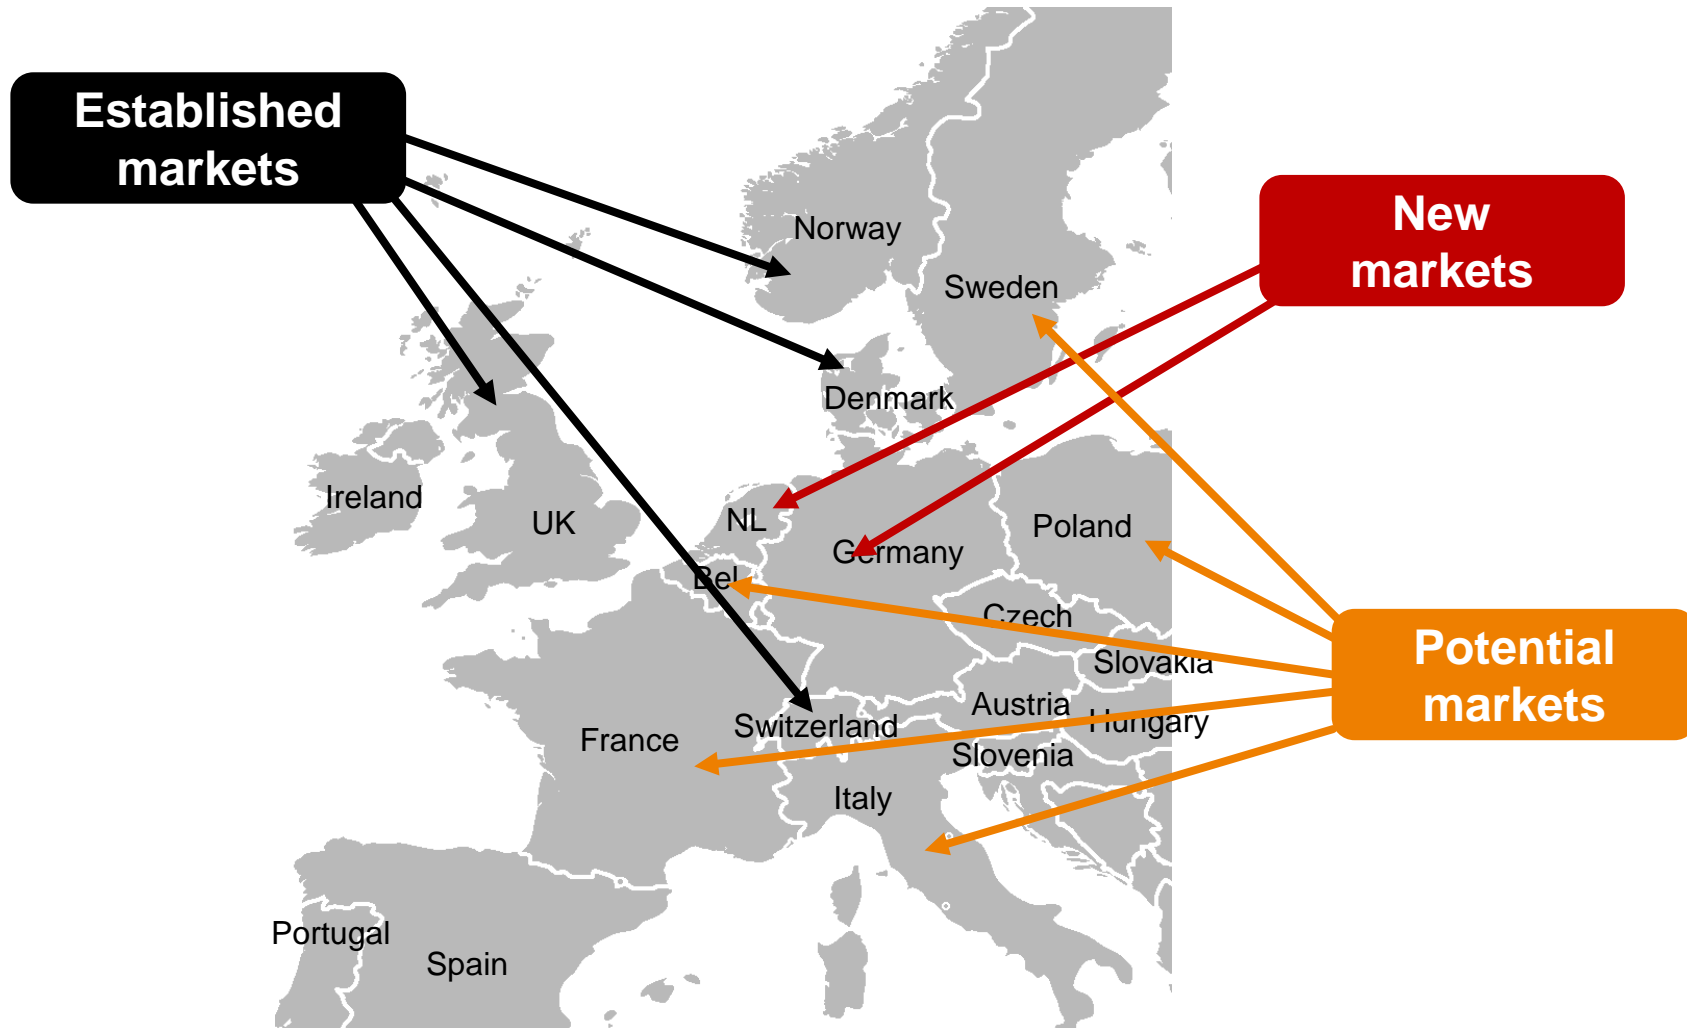 Established
markets
New
markets
Norway
Sweden
Denmark
Ireland
UK
NL
Germany
Poland
Bel
Czech
Slovakia
Potential
markets
Austria
Hungary
Switzerland
France
Slovenia
Italy
Portugal
Spain